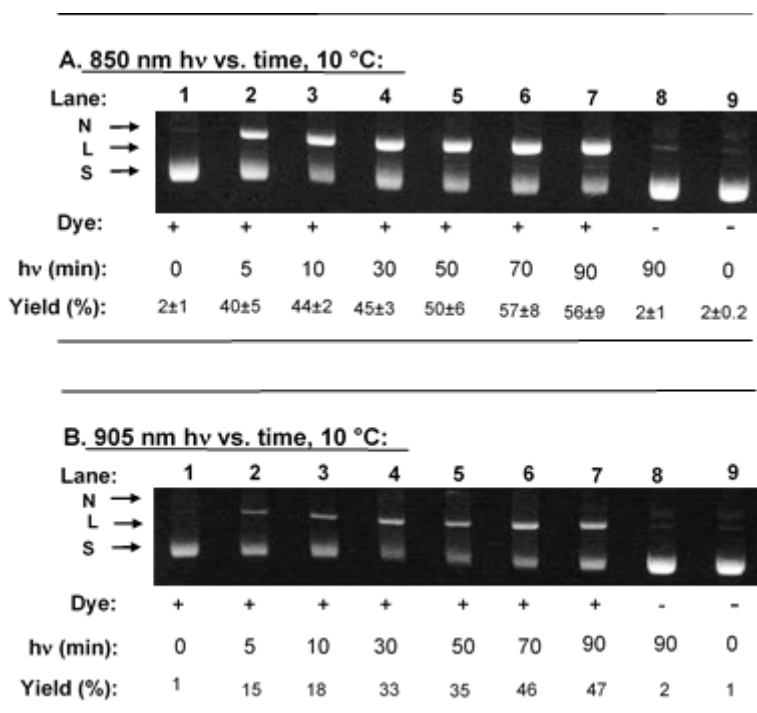 A. 850 nm hν vs. time, 10 °C:
Lane: 1 2 3 4 5 6 7 8 9
N
L
S
Dye: + + + + + + + - -
hν (min): 0 5 10 30 50 70 90 90 0
Yield (%): 2±1 40±5 44±2 45±3 50±6 57±8 56±9 2±1 2±0.2
B. 905 nm hν vs. time, 10 °C:
Lane: 1 2 3 4 5 6 7 8 9
N
L
S
Dye: + + + + + + + - -
hν (min): 0 5 10 30 50 70 90 90 0
Yield (%): 1 15 18 33 35 46 47 2 1